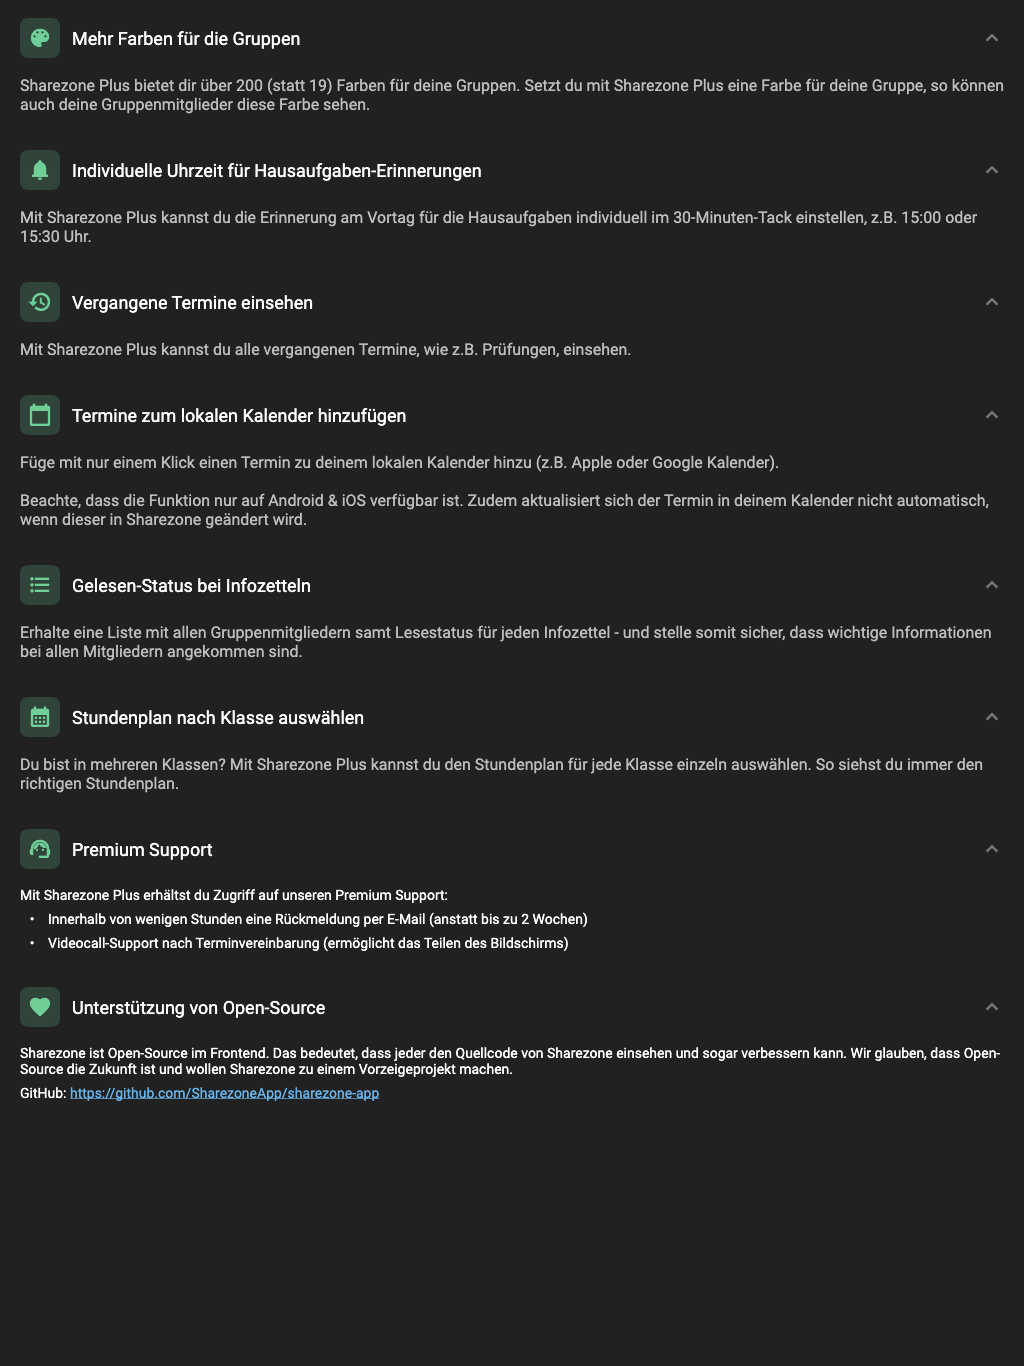 Mehr Farben für die Gruppen
Sharezone Plus bietet dir über 200 (statt 19) Farben für deine Gruppen. Setzt du mit Sharezone Plus eine Farbe für deine Gruppe, so können
auch deine Gruppenmitglieder diese Farbe sehen.
Individuelle Uhrzeit für Hausaufgaben-Erinnerungen
Mit Sharezone Plus kannst du die Erinnerung am Vortag für die Hausaufgaben individuell im 30-Minuten-Tack einstellen, z.B. 15:00 oder
15:30 Uhr.
Vergangene Termine einsehen
Mit Sharezone Plus kannst du alle vergangenen Termine, wie z.B. Prüfungen, einsehen.
Termine zum lokalen Kalender hinzufügen
Füge mit nur einem Klick einen Termin zu deinem lokalen Kalender hinzu (z.B. Apple oder Google Kalender).
Beachte, dass die Funktion nur auf Android & iOS verfügbar ist. Zudem aktualisiert sich der Termin in deinem Kalender nicht automatisch,
wenn dieser in Sharezone geändert wird.
Gelesen-Status bei Infozetteln
Erhalte eine Liste mit allen Gruppenmitgliedern samt Lesestatus für jeden Infozettel - und stelle somit sicher, dass wichtige Informationen
bei allen Mitgliedern angekommen sind.
Stundenplan nach Klasse auswählen
Du bist in mehreren Klassen? Mit Sharezone Plus kannst du den Stundenplan für jede Klasse einzeln auswählen. So siehst du immer den
richtigen Stundenplan.
Premium Support
Mit Sharezone Plus erhältst du Zugriff auf unseren Premium Support:
• Innerhalb von wenigen Stunden eine Rückmeldung per E-Mail (anstatt bis zu 2 Wochen)
• Videocall-Support nach Terminvereinbarung (ermöglicht das Teilen des Bildschirms)
Unterstützung von Open-Source
Sharezone ist Open-Source im Frontend. Das bedeutet, dass jeder den Quellcode von Sharezone einsehen und sogar verbessern kann. Wir glauben, dass Open-
Source die Zukunft ist und wollen Sharezone zu einem Vorzeigeprojekt machen.
GitHub: https://github.com/SharezoneApp/sharezone-app